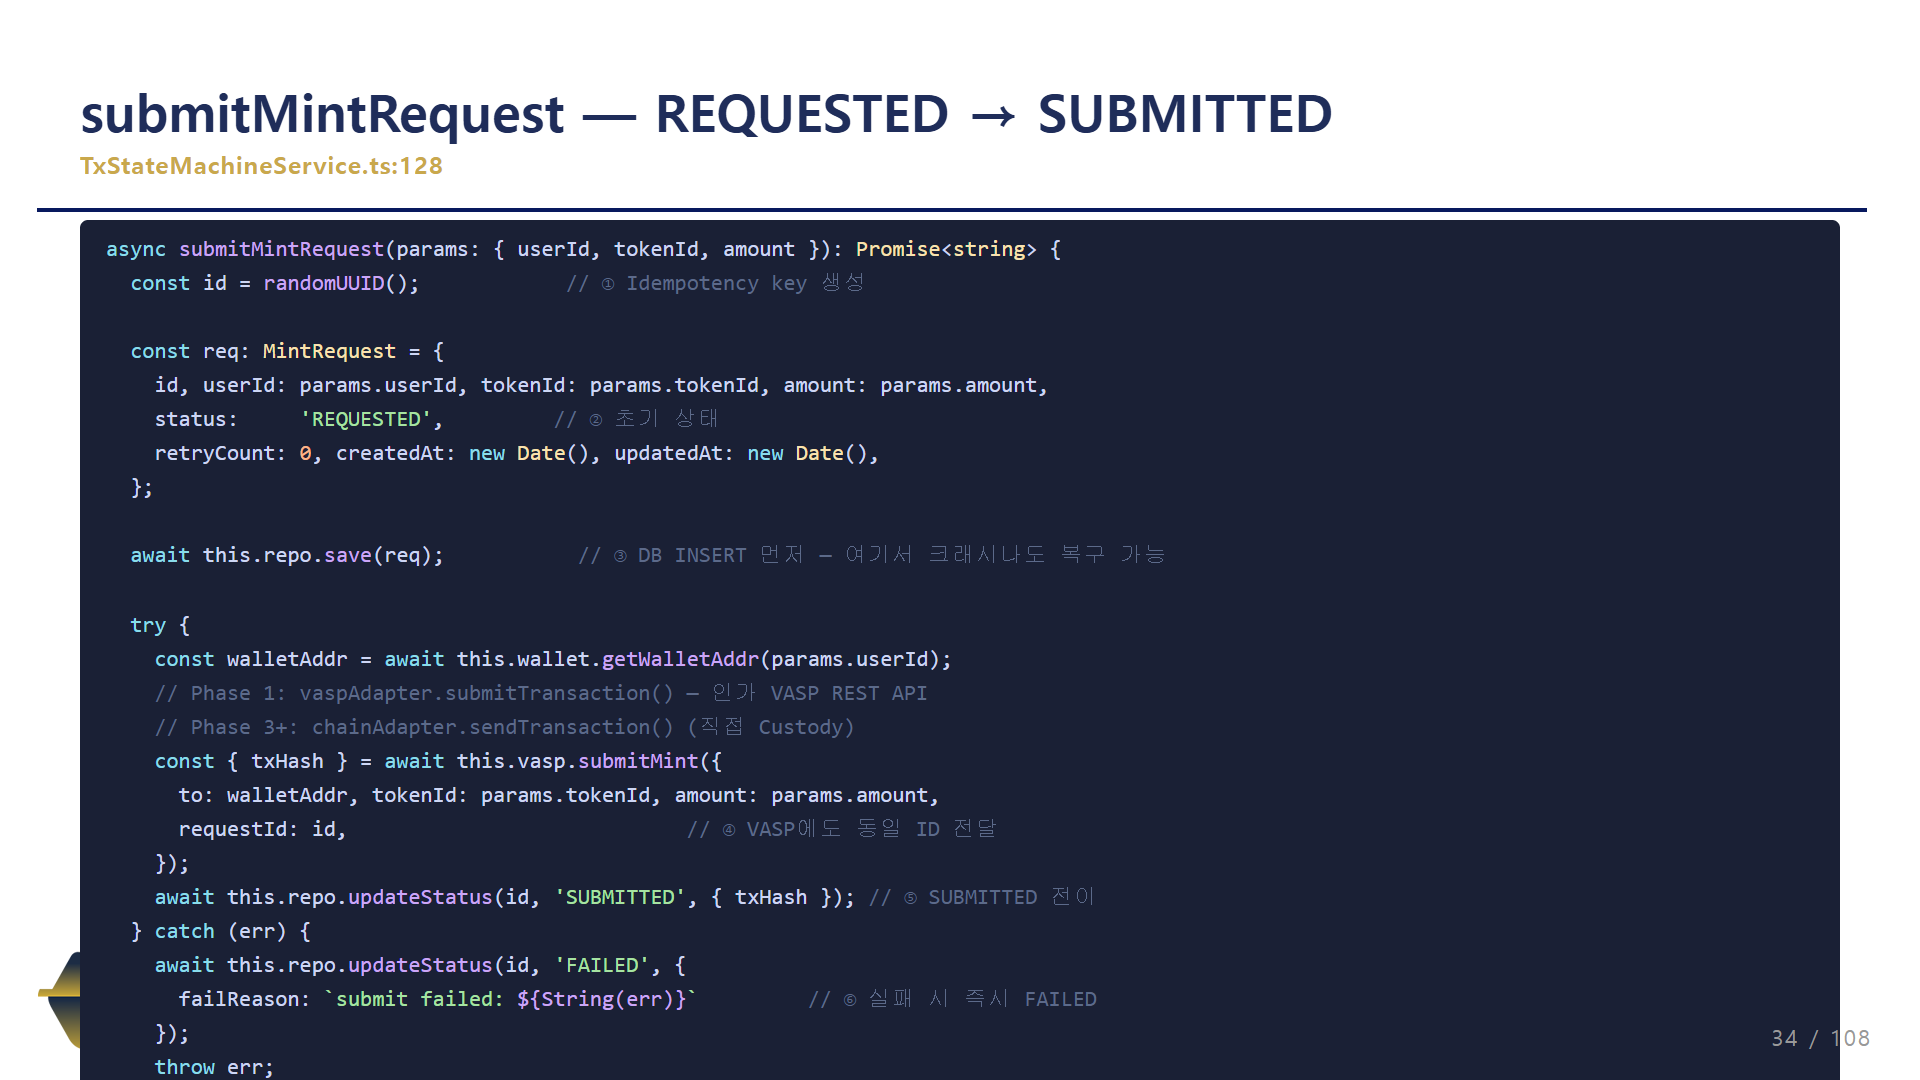 submitMintRequest — REQUESTED → SUBMITTED
TxStateMachineService.ts:128
async submitMintRequest(params: { userId, tokenId, amount }): Promise<string> {
  const id = randomUUID();            // ① Idempotency key 생성
  const req: MintRequest = {
    id, userId: params.userId, tokenId: params.tokenId, amount: params.amount,
    status:     'REQUESTED',         // ② 초기 상태
    retryCount: 0, createdAt: new Date(), updatedAt: new Date(),
  };
  await this.repo.save(req);           // ③ DB INSERT 먼저 — 여기서 크래시나도 복구 가능
  try {
    const walletAddr = await this.wallet.getWalletAddr(params.userId);
    // Phase 1: vaspAdapter.submitTransaction() — 인가 VASP REST API
    // Phase 3+: chainAdapter.sendTransaction() (직접 Custody)
    const { txHash } = await this.vasp.submitMint({
      to: walletAddr, tokenId: params.tokenId, amount: params.amount,
      requestId: id,                            // ④ VASP에도 동일 ID 전달
    });
    await this.repo.updateStatus(id, 'SUBMITTED', { txHash }); // ⑤ SUBMITTED 전이
  } catch (err) {
    await this.repo.updateStatus(id, 'FAILED', {
      failReason: `submit failed: ${String(err)}`         // ⑥ 실패 시 즉시 FAILED
    });
    throw err;
34 / 108